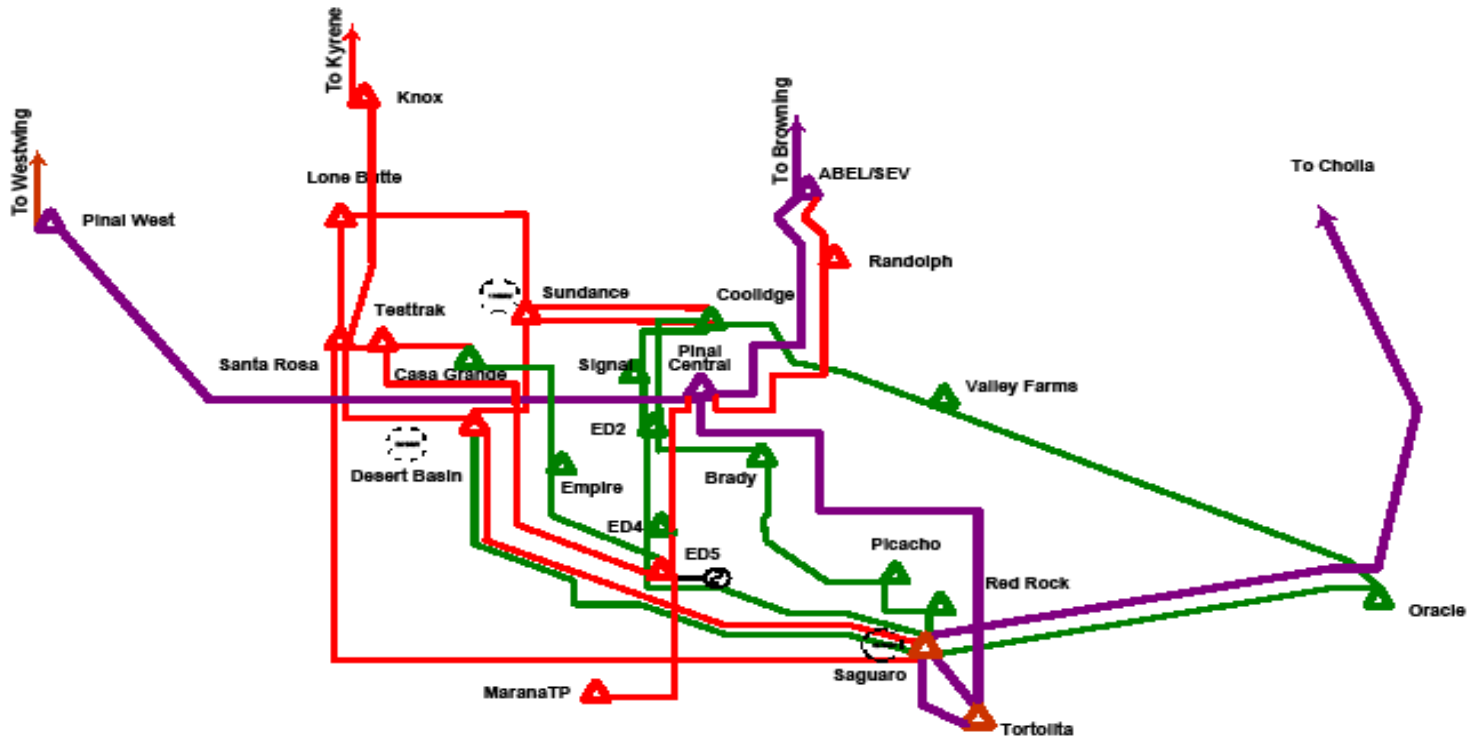 To Kyrene
Knox
To Westwing
To Browning
ABEL/SEV
To Cholla
Lone Butte
Pinal West
Randolph
Sundance
Coolidge
Testtrak
Santa Rosa
Casa Grande
Signal
Pinal
Central
Valley Farms
ED2
Desert Basin
Empire
Brady
ED4
ED5
Picacho
Red Rock
Oracle
Saguaro
MaranaTP
Tortolita